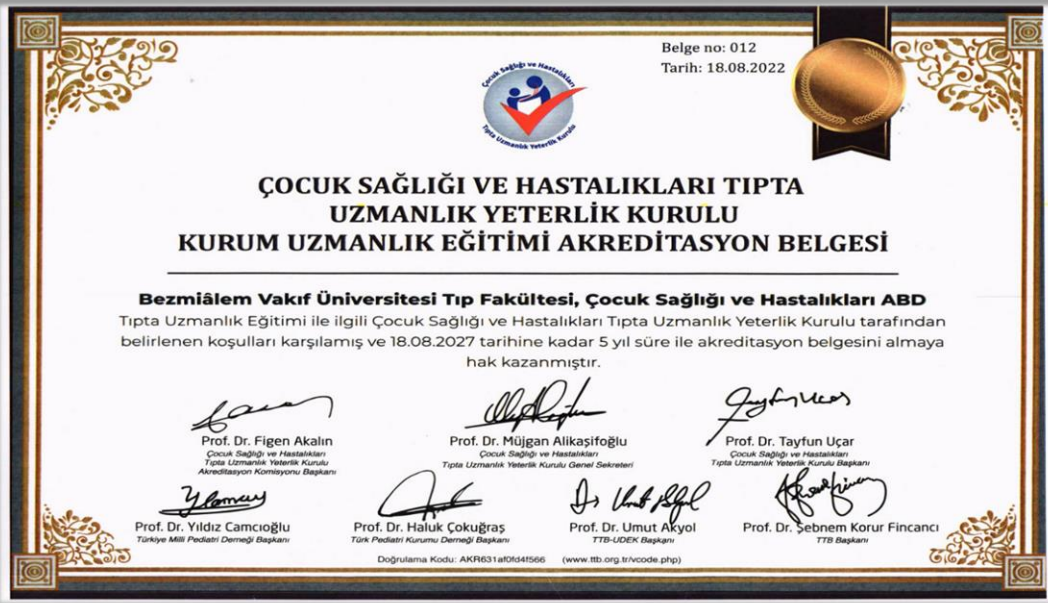 Belge no: 012
Tarih: 18.08.2022
Çocuk Sağlığı ve Hastalıkları
Tıpta Uzmanlık Yeterlik Kurulu
ÇOCUK SAĞLIĞI VE HASTALIKLARI TIPTA
UZMANLIK YETERLİK KURULU
KURUM UZMANLIK EĞİTİMİ AKREDİTASYON BELGESİ
Bezmiâlem Vakıf Üniversitesi Tıp Fakültesi, Çocuk Sağlığı ve Hastalıkları ABD
Tıpta Uzmanlık Eğitimi ile ilgili Çocuk Sağlığı ve Hastalıkları Tıpta Uzmanlık Yeterlik Kurulu tarafından
belirlenen koşulları karşılamış ve 18.08.2027 tarihine kadar 5 yıl süre ile akreditasyon belgesini almaya
hak kazanmıştır.
Prof. Dr. Figen Akalın
Çocuk Sağlığı ve Hastalıkları
Tıpta Uzmanlık Yeterlik Kurulu
Akreditasyon Komisyonu Başkanı
Prof. Dr. Müjgan Alikaşifoğlu
Çocuk Sağlığı ve Hastalıkları
Tıpta Uzmanlık Yeterlik Kurulu Genel Sekreteri
Prof. Dr. Tayfun Uçar
Çocuk Sağlığı ve Hastalıkları
Tıpta Uzmanlık Yeterlik Kurulu Başkanı
Prof. Dr. Yıldız Camcıoğlu
Türkiye Milli Pediatri Derneği Başkanı
Prof. Dr. Haluk Çokuğraş
Türk Pediatri Kurumu Derneği Başkanı
Prof. Dr. Umut Akyol
TTB-UDEK Başkanı
Prof. Dr. Şebnem Korur Fincancı
TTB Başkanı
Doğrulama Kodu: AKR631af0fd4f566 (www.ttb.org.tr/vcode.php)